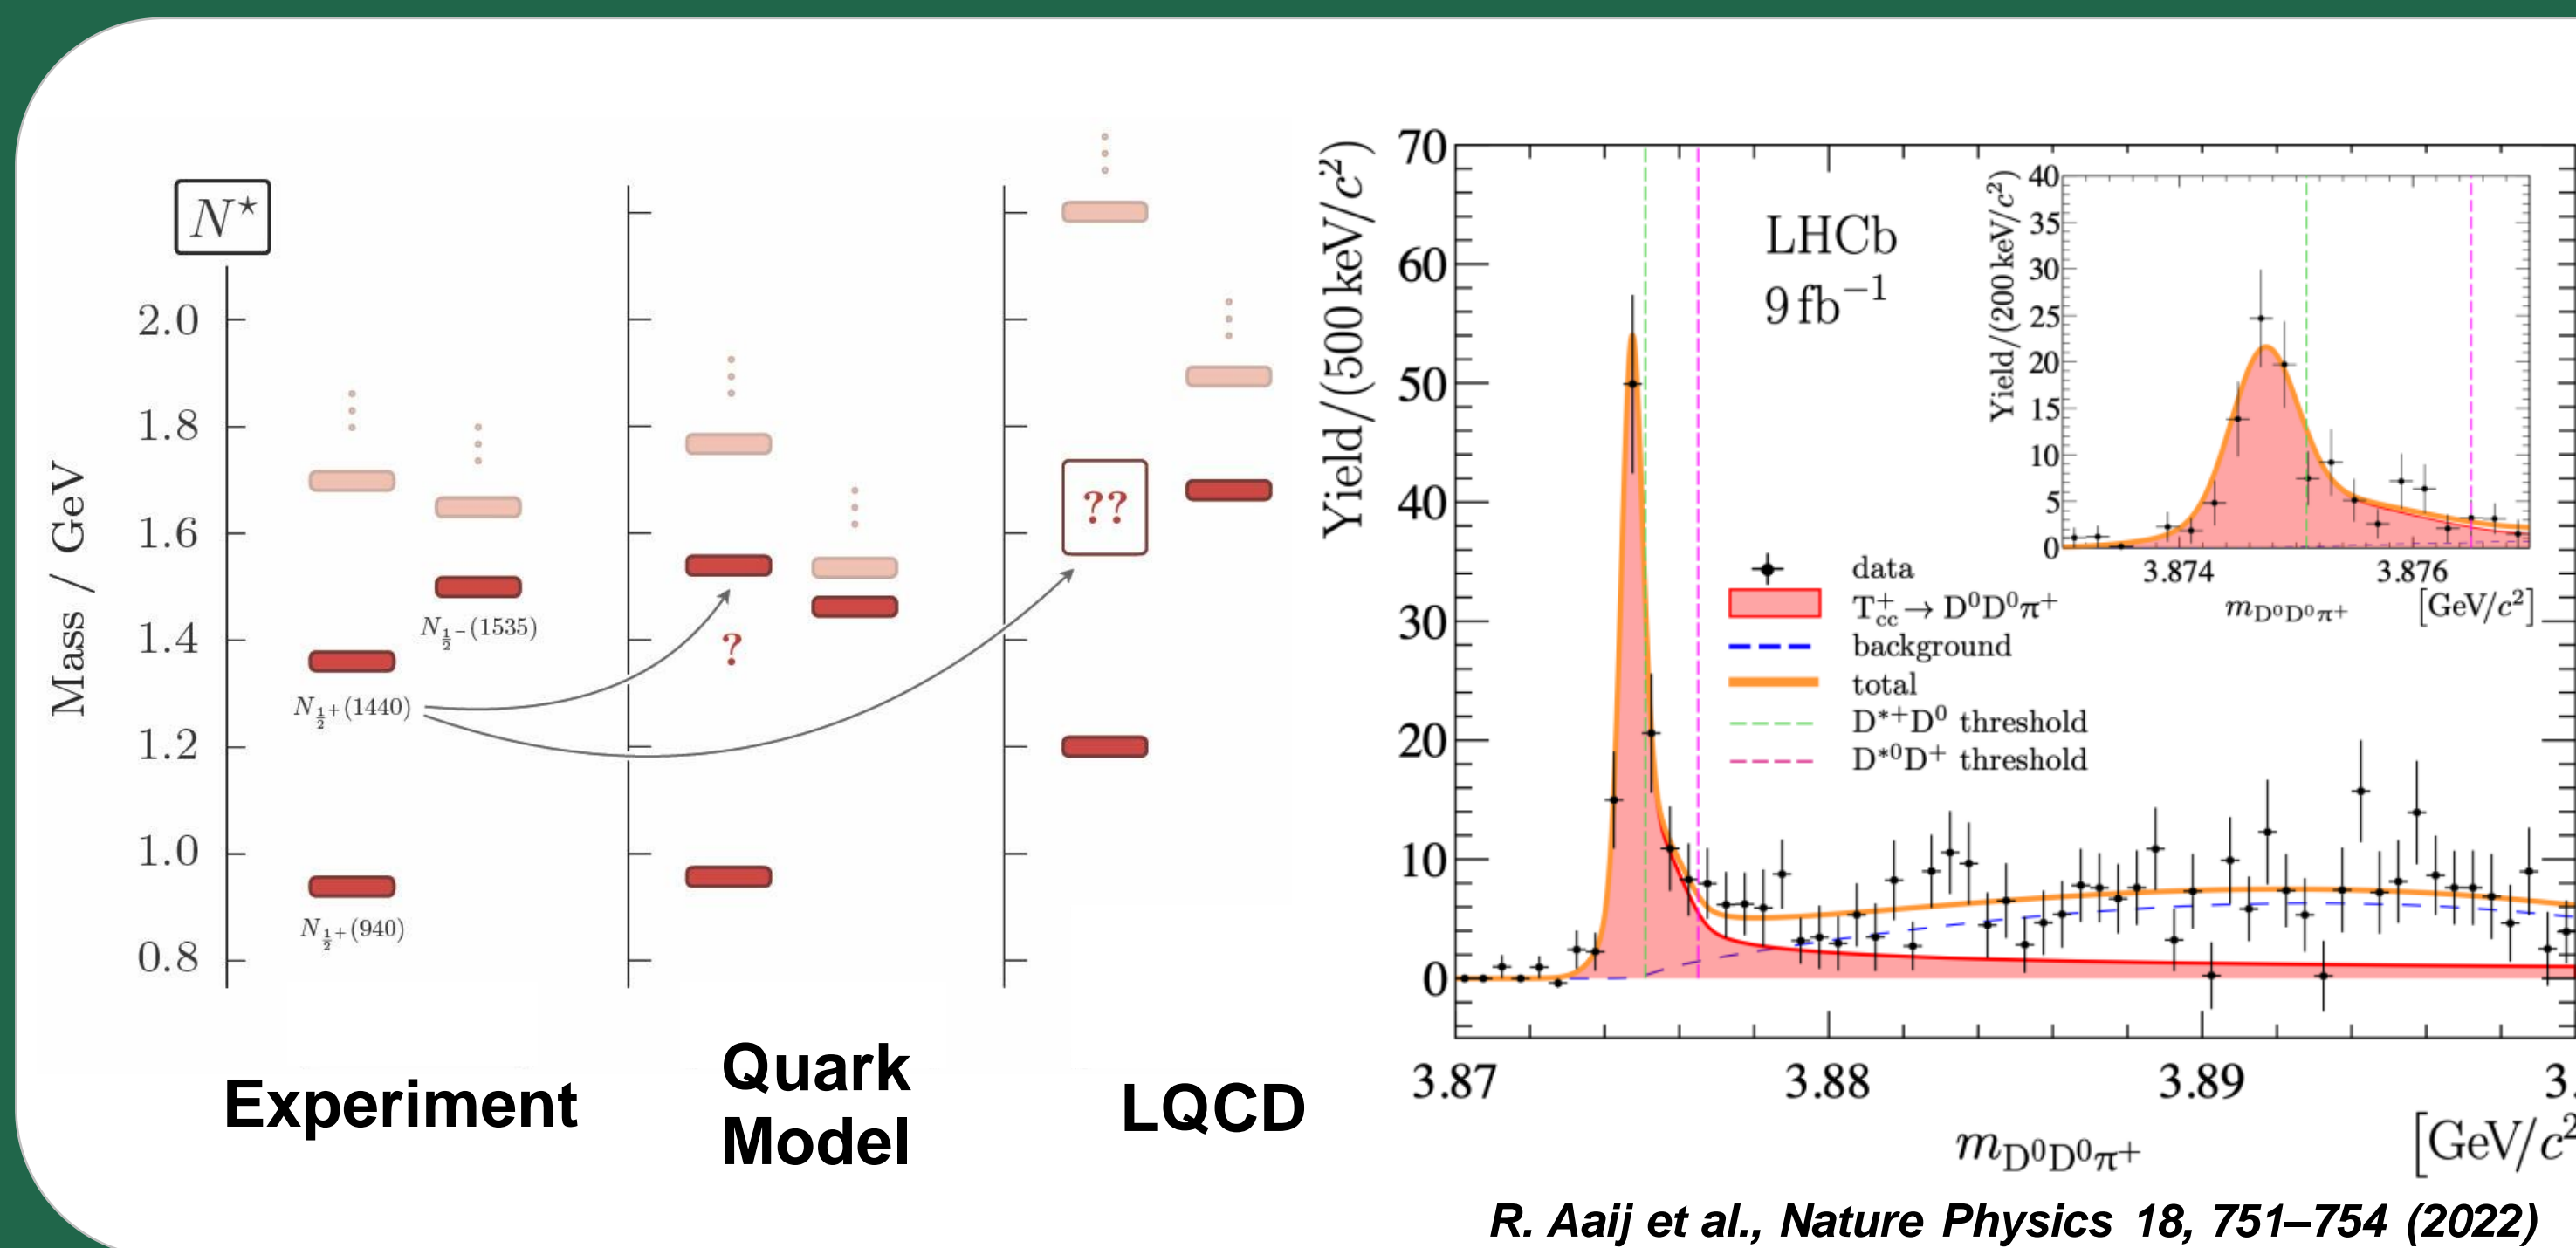 N*
Mass / GeV
2.0
1.8
1.6
1.4
1.2
1.0
0.8
N1/2−(1535)
N1/2+(1440)
N1/2+(940)
?
??
Experiment
Quark
Model
LQCD
Yield/(500 keV/c²)
70
60
50
40
30
20
10
0
LHCb
9 fb⁻¹
data
T⁺cc → D⁰D⁰π⁺
background
total
D*⁺D⁰ threshold
D*⁰D⁺ threshold
Yield/(200 keV/c²)
40
35
30
25
20
15
10
5
0
3.874 3.876
mD⁰D⁰π⁺ [GeV/c²]
3.87 3.88 3.89 3.
mD⁰D⁰π⁺ [GeV/c²
R. Aaij et al., Nature Physics 18, 751–754 (2022)